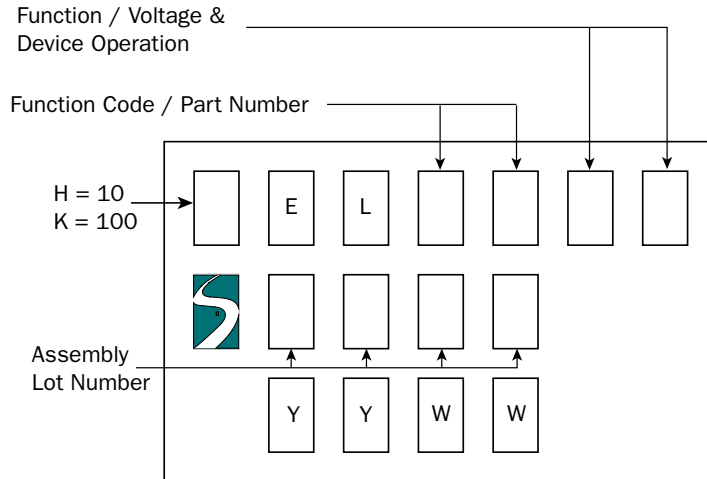 Function / Voltage &
Device Operation
Function Code / Part Number
H = 10
K = 100
E L
Assembly
Lot Number
Y Y W W